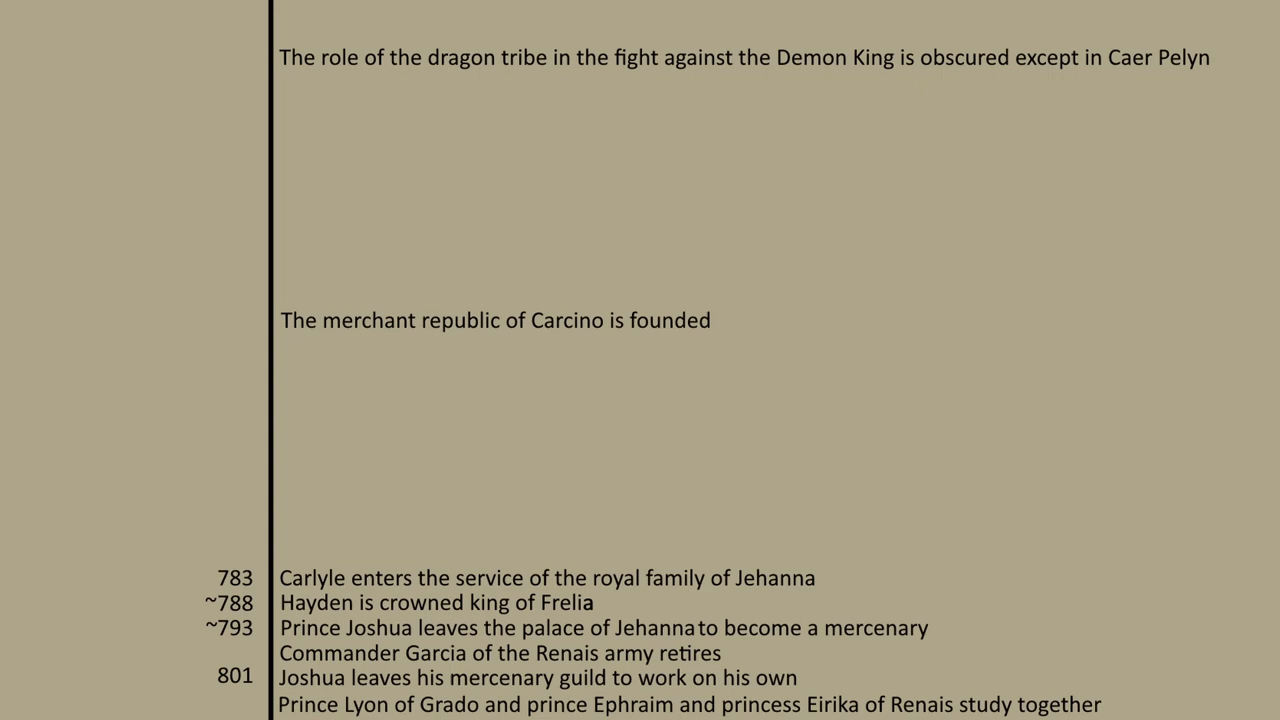 The role of the dragon tribe in the fight against the Demon King is obscured except in Caer Pelyn
The merchant republic of Carcino is founded
783 Carlyle enters the service of the royal family of Jehanna
~788 Hayden is crowned king of Frelia
~793 Prince Joshua leaves the palace of Jehanna to become a mercenary
Commander Garcia of the Renais army retires
801 Joshua leaves his mercenary guild to work on his own
Prince Lyon of Grado and prince Ephraim and princess Eirika of Renais study together